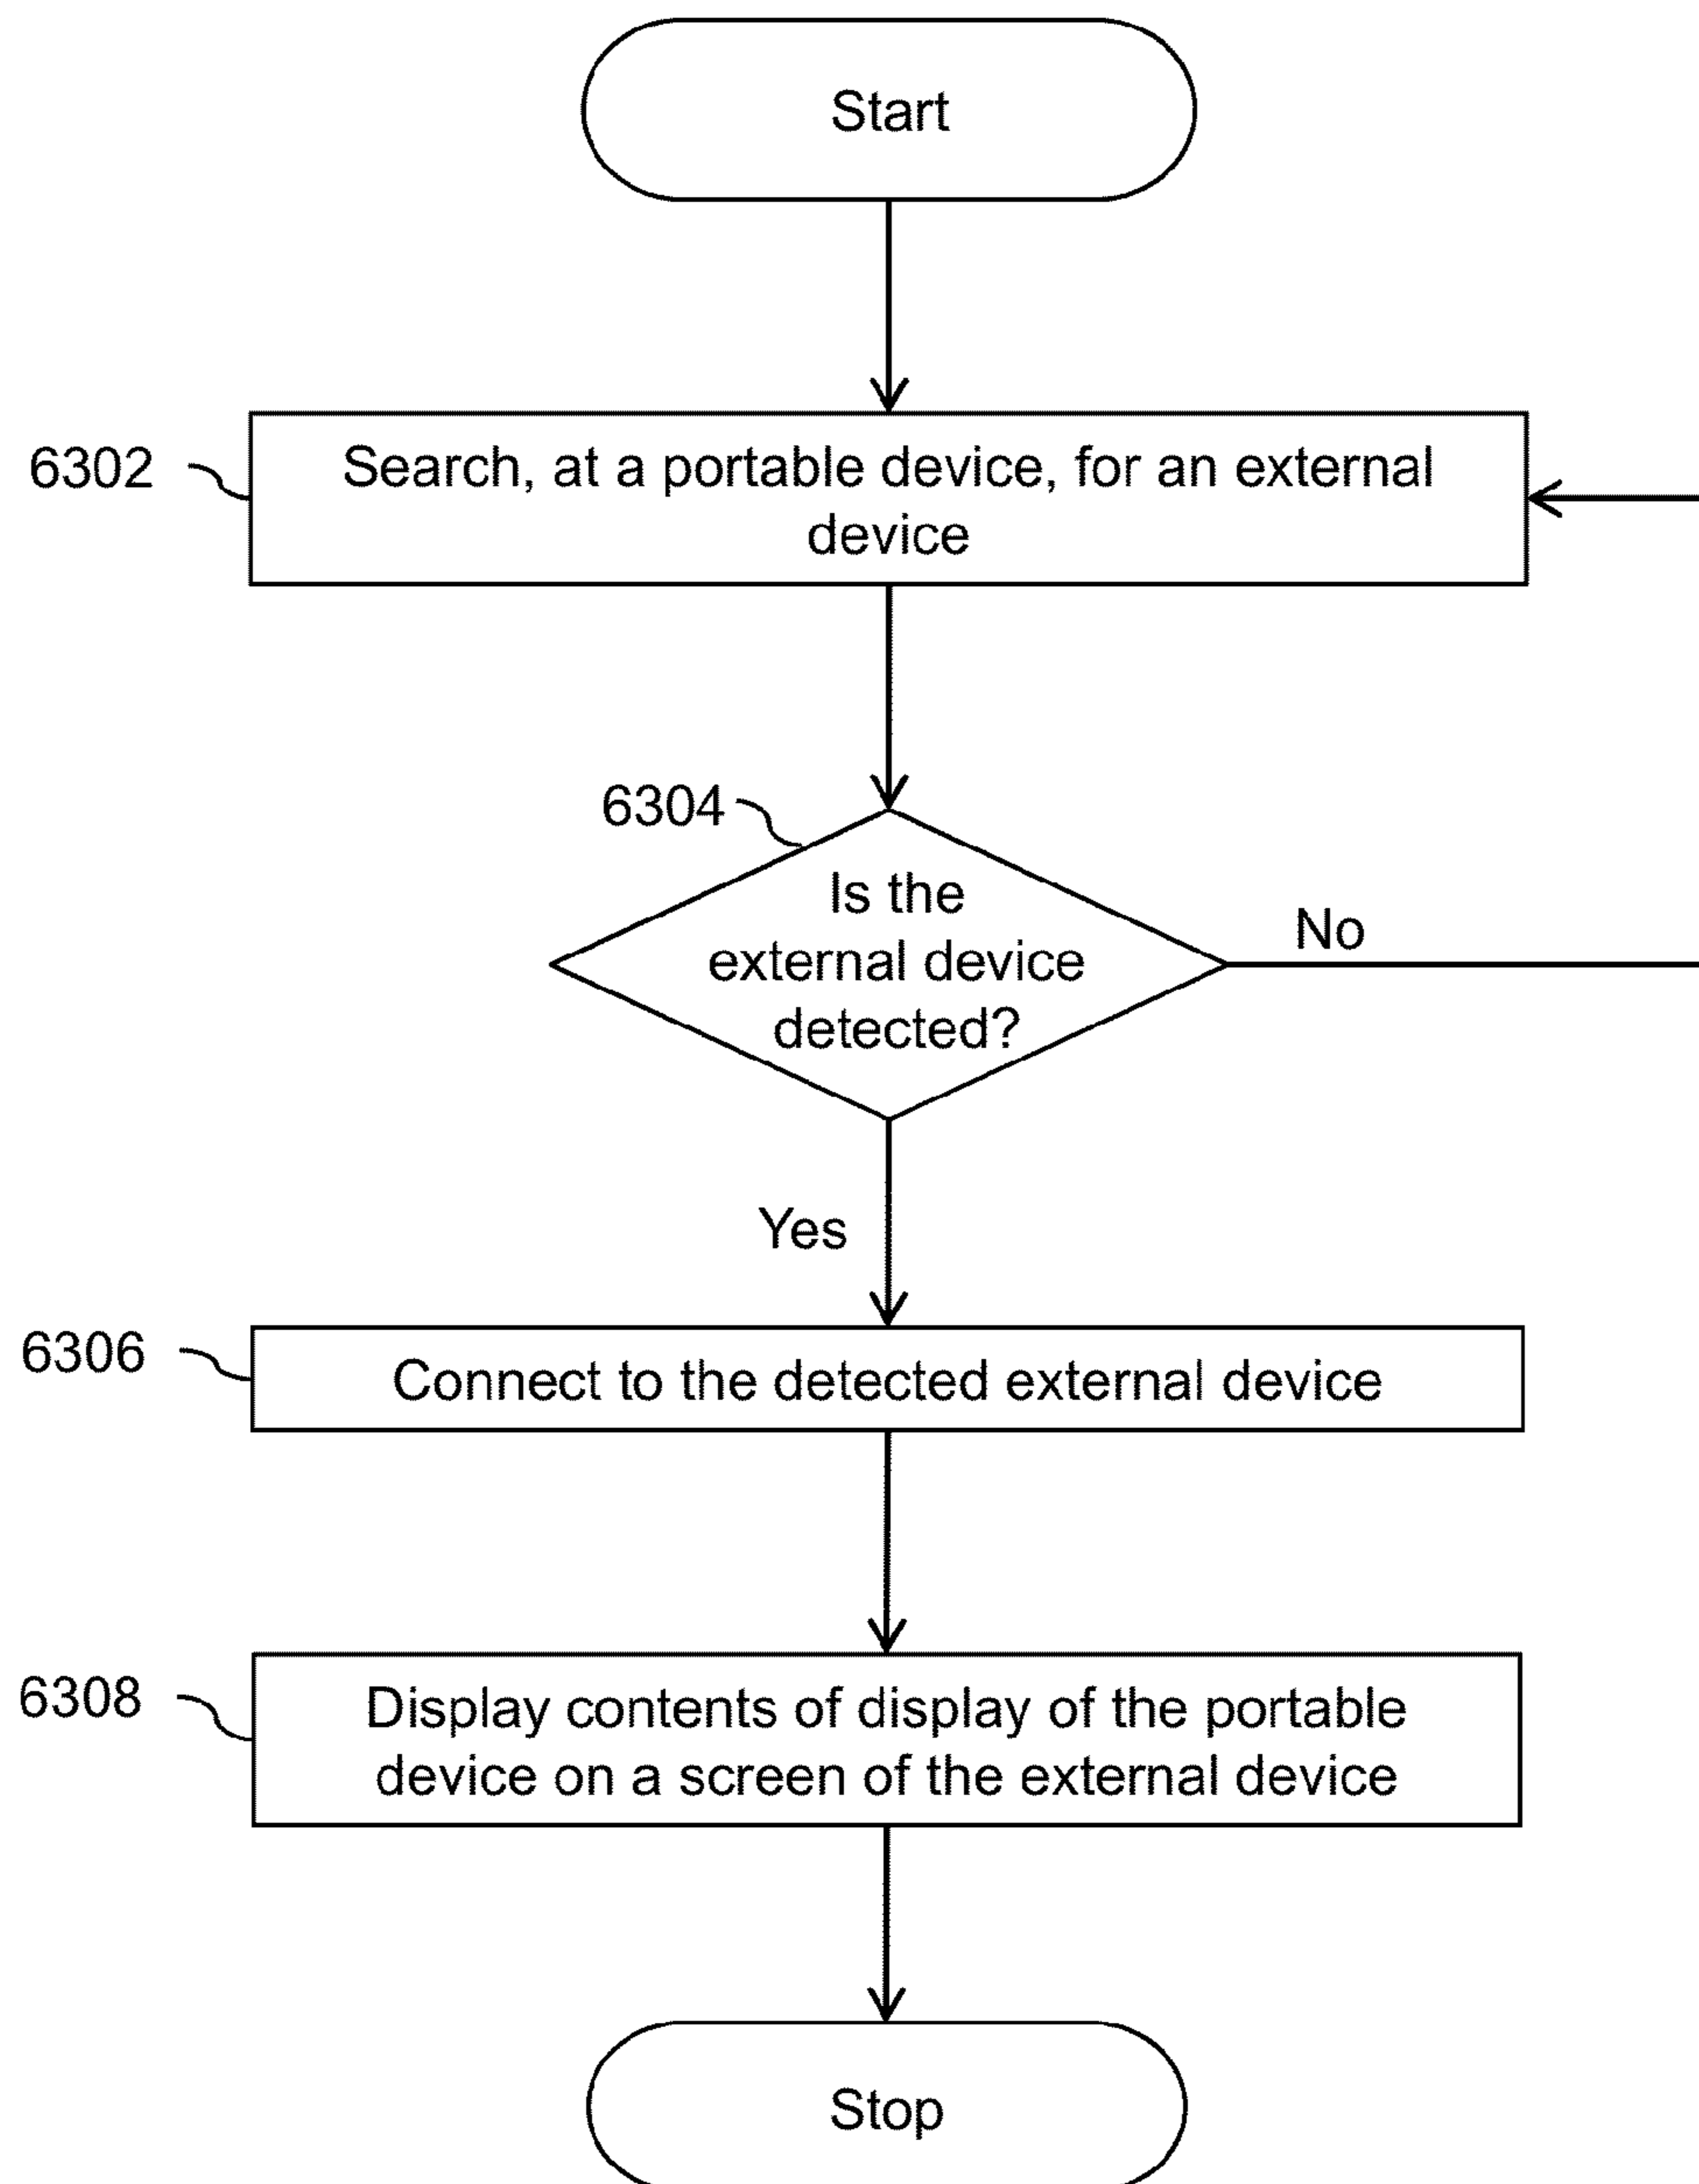 Start
6302
Search, at a portable device, for an external
device
6304
Is the
external device
detected?
No
Yes
6306
Connect to the detected external device
6308
Display contents of display of the portable
device on a screen of the external device
Stop